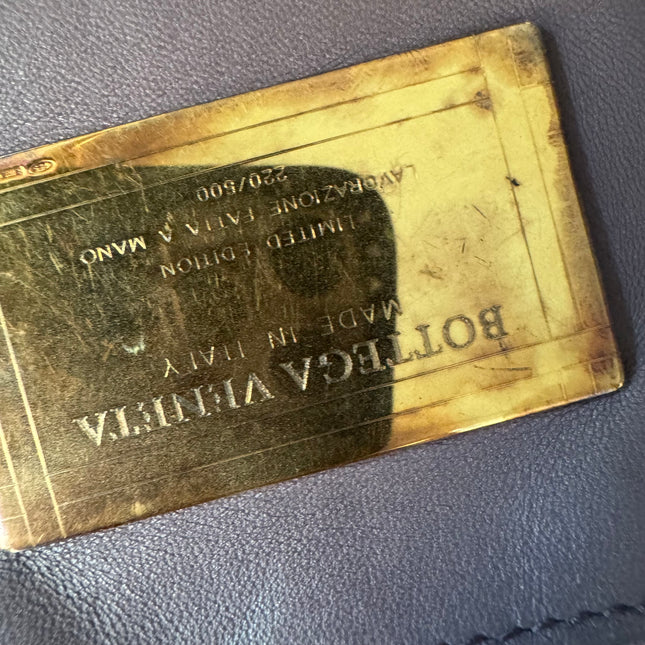 BOTTEGA VENETA
MADE IN ITALY
LIMITED EDITION
LAVORAZIONE FATTA A MANO
220/500